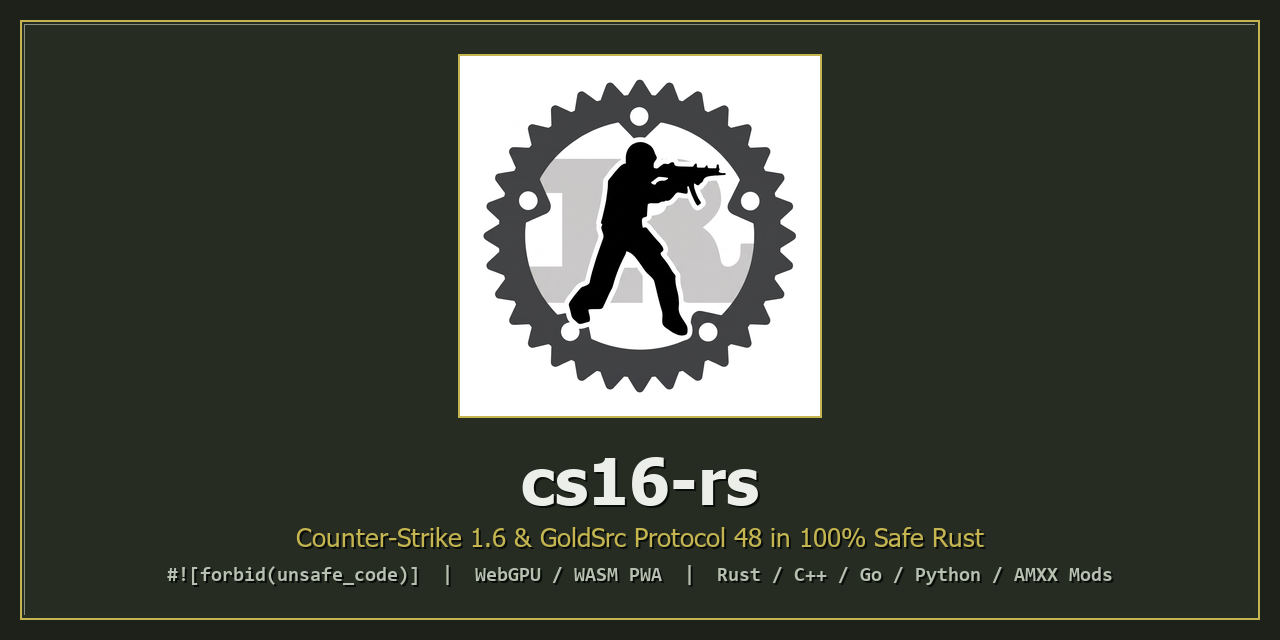 R
cs16-rs
Counter-Strike 1.6 & GoldSrc Protocol 48 in 100% Safe Rust
#![forbid(unsafe_code)] | WebGPU / WASM PWA | Rust / C++ / Go / Python / AMXX Mods